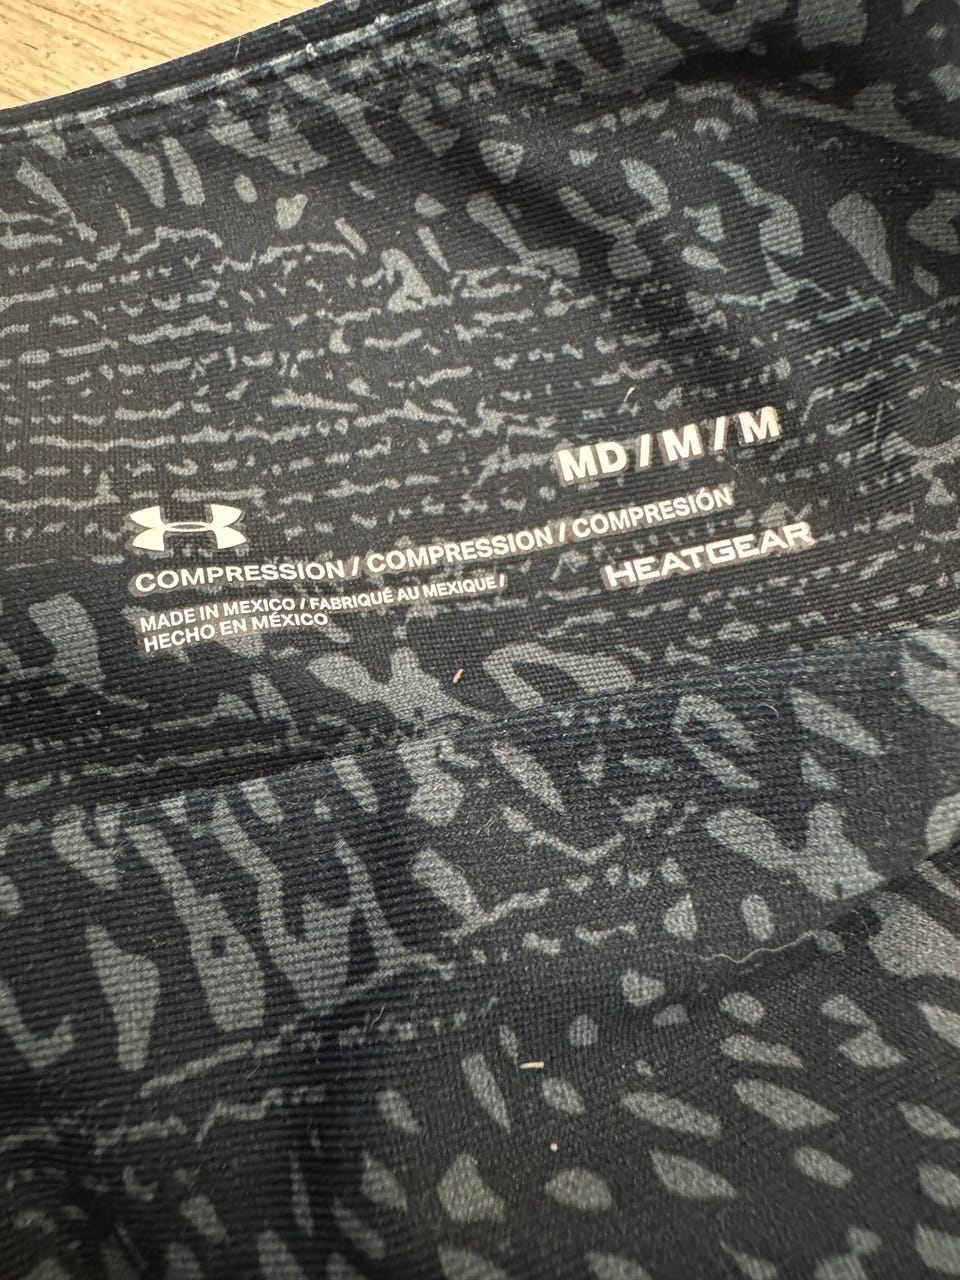 MD / M / M
COMPRESSION / COMPRESSION / COMPRESIÓN
HEATGEAR
MADE IN MEXICO / FABRIQUÉ AU MEXIQUE /
HECHO EN MÉXICO